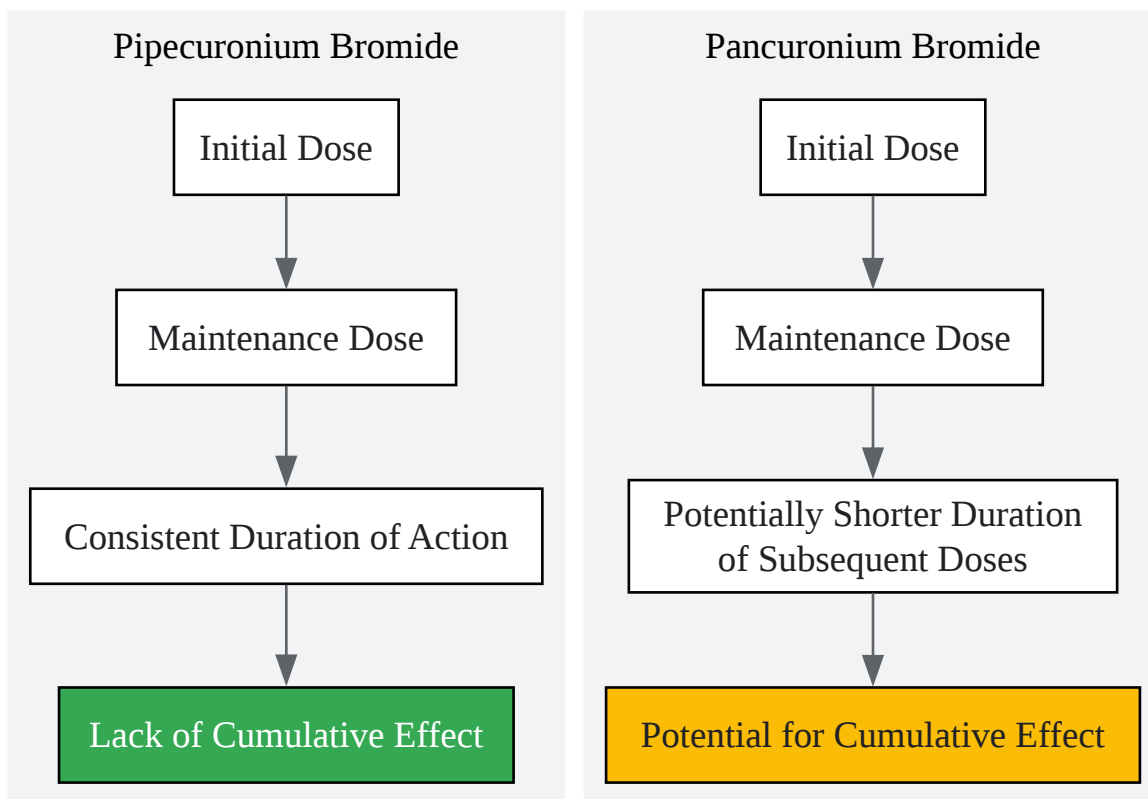 Pipecuronium Bromide
Initial Dose
Maintenance Dose
Consistent Duration of Action
Lack of Cumulative Effect
Pancuronium Bromide
Initial Dose
Maintenance Dose
Potentially Shorter Duration
of Subsequent Doses
Potential for Cumulative Effect